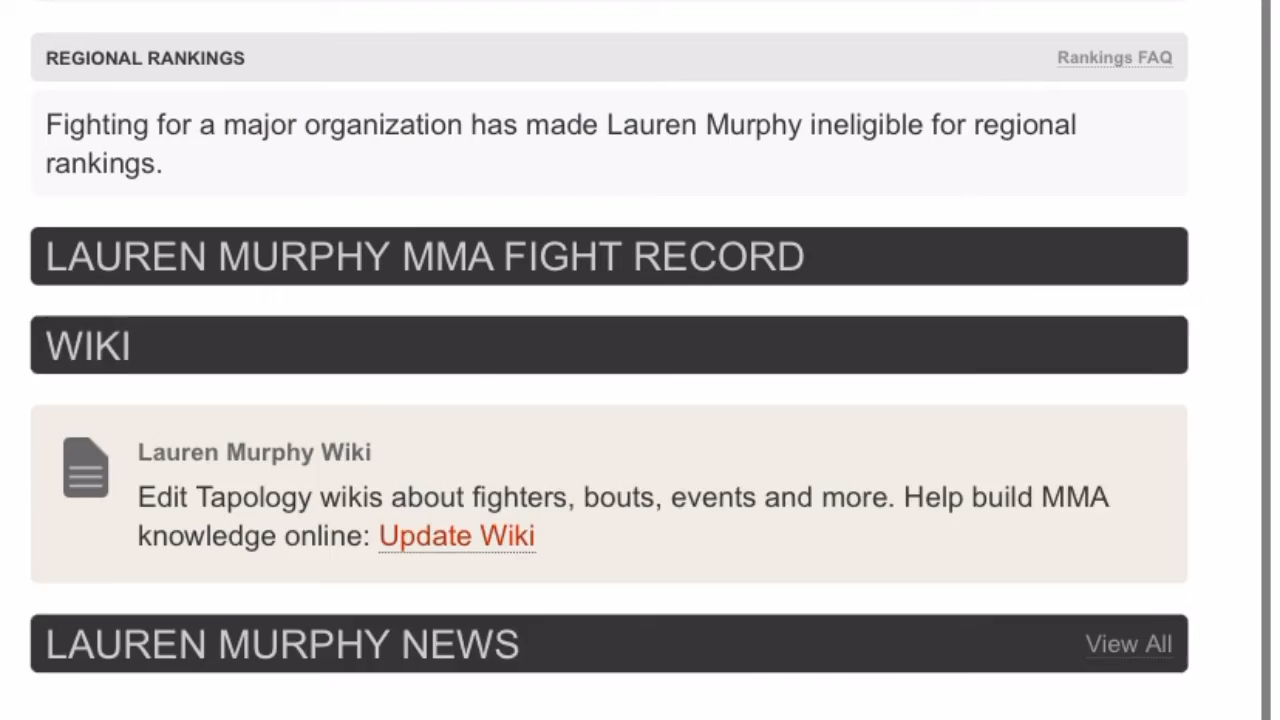 REGIONAL RANKINGS
Rankings FAQ
Fighting for a major organization has made Lauren Murphy ineligible for regional
rankings.
LAUREN MURPHY MMA FIGHT RECORD
WIKI
Lauren Murphy Wiki
Edit Tapology wikis about fighters, bouts, events and more. Help build MMA
knowledge online: Update Wiki
LAUREN MURPHY NEWS
View All